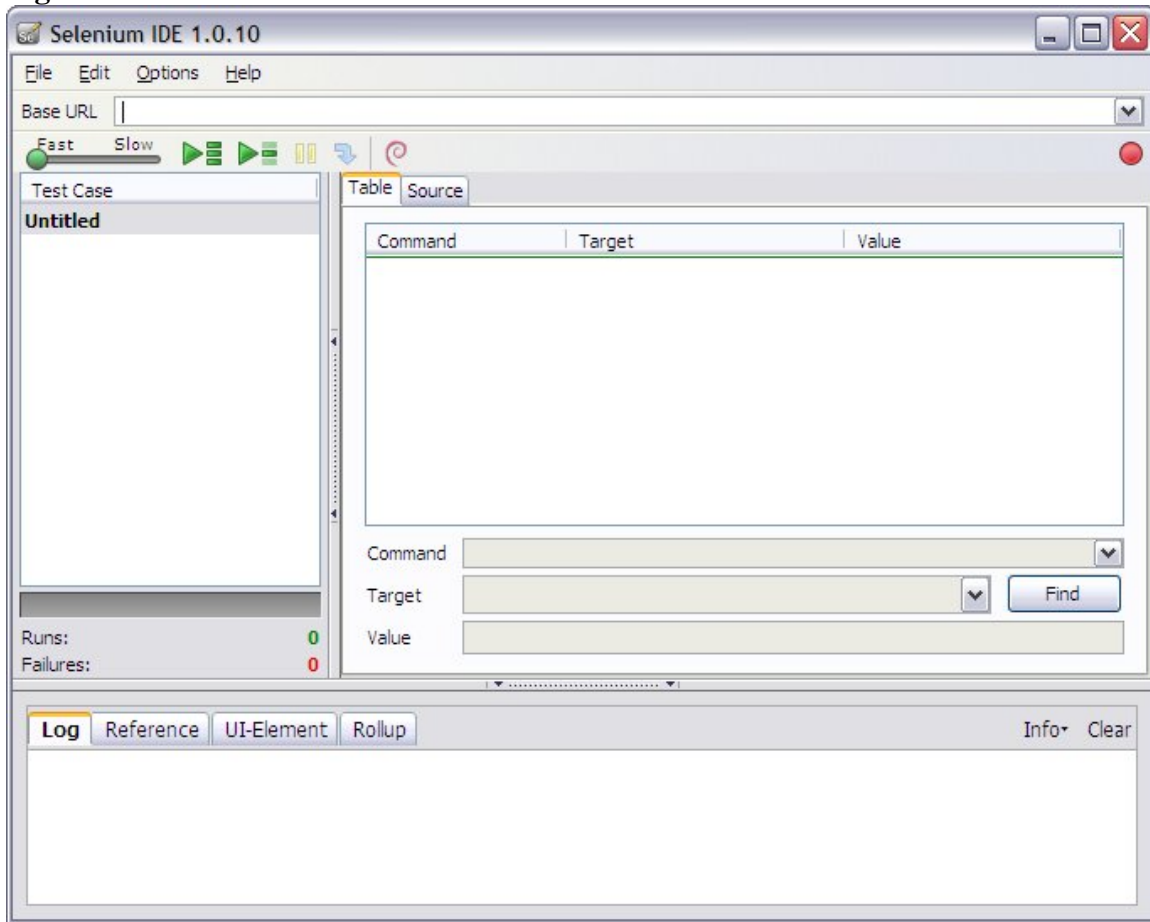 Selenium IDE 1.0.10
File Edit Options Help
Base URL
Fast Slow
Test Case
Untitled
Table Source
Command Target Value
Command
Target Find
Value
Runs: 0
Failures: 0
Log Reference UI-Element Rollup Info Clear